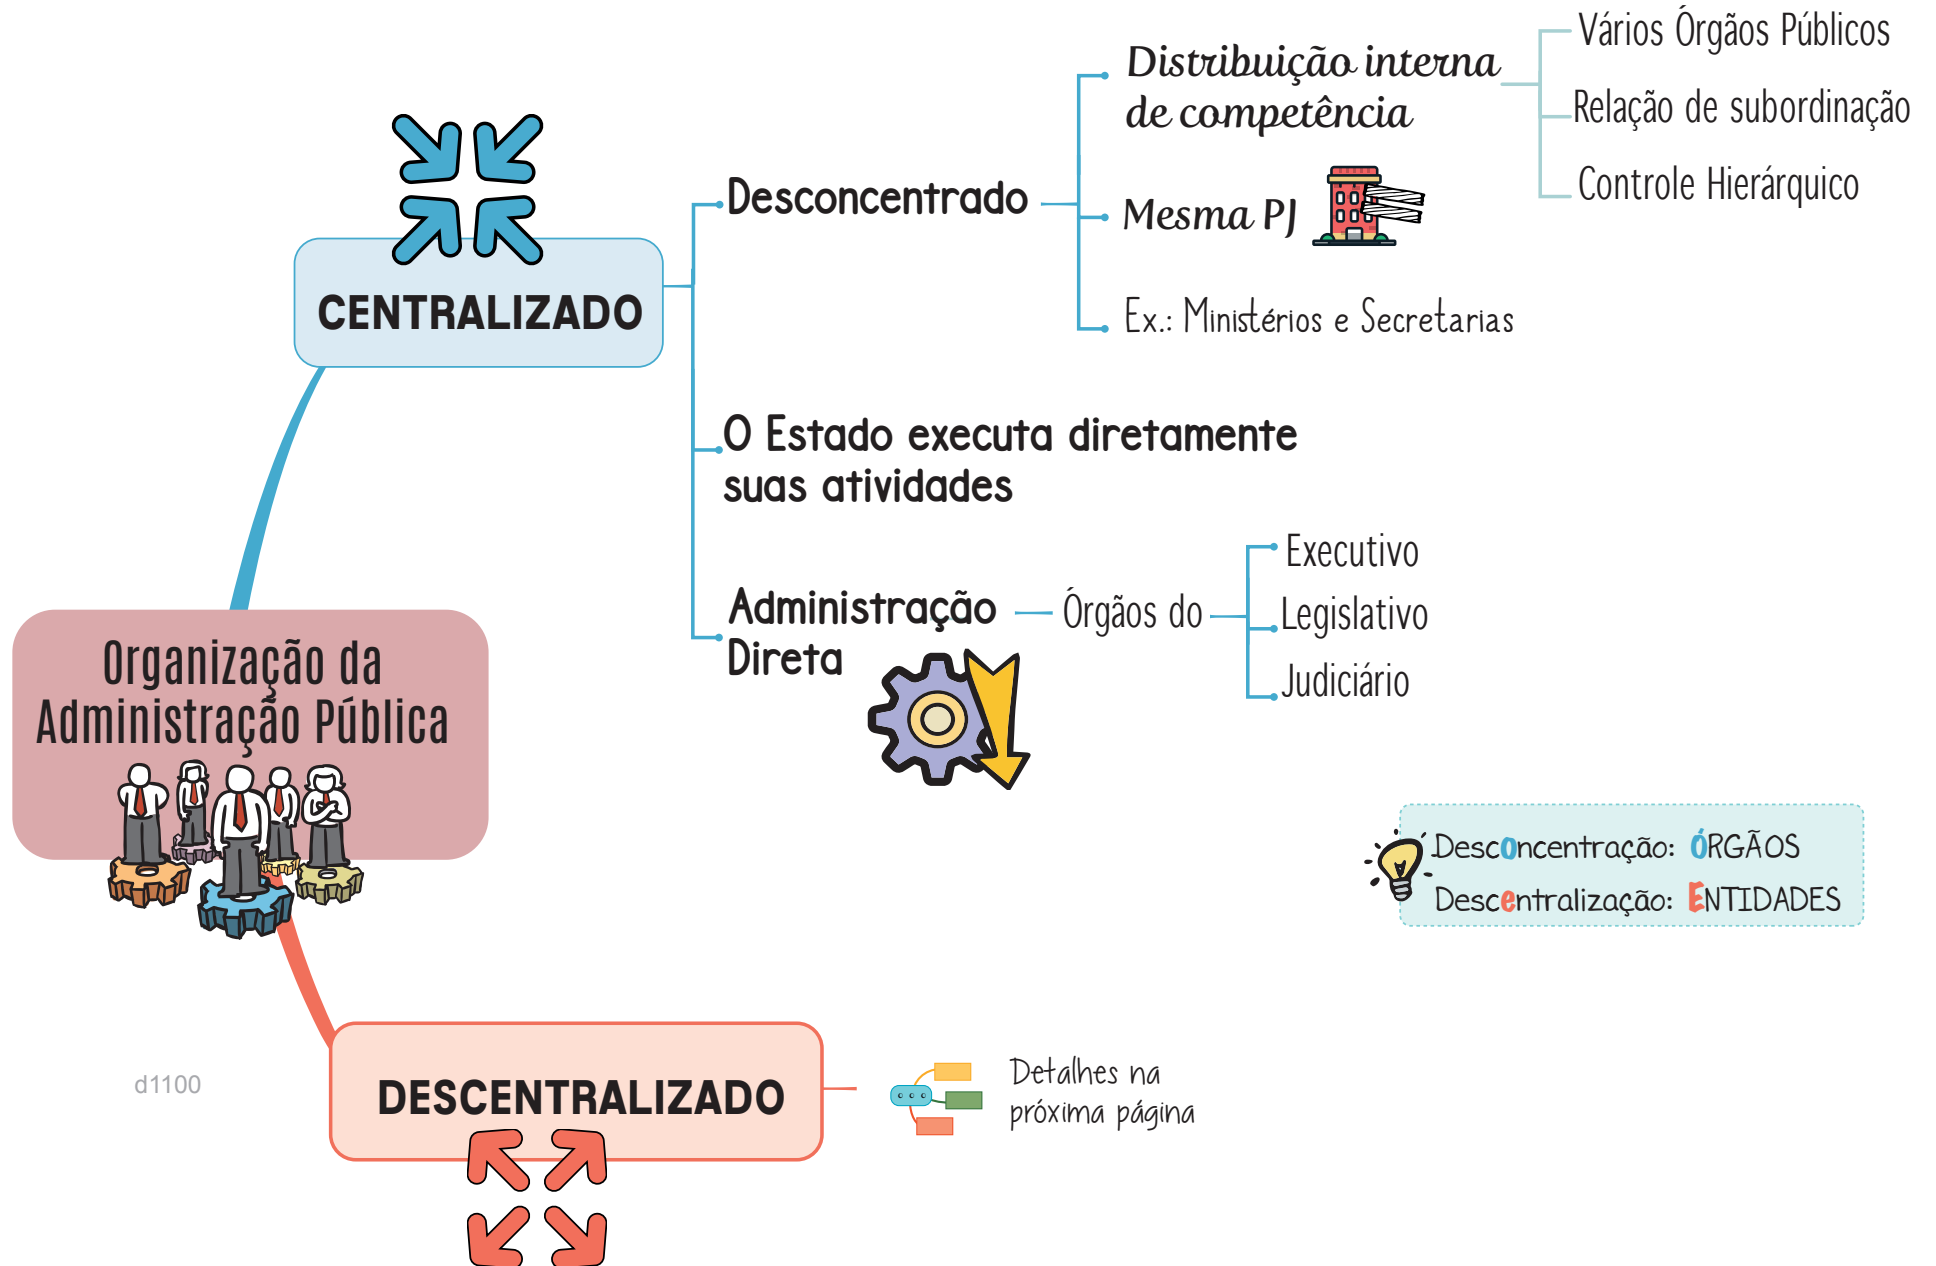 Vários Órgãos Públicos
Distribuição interna
de competência
Relação de subordinação
Controle Hierárquico
Desconcentrado
Mesma PJ
Ex.: Ministérios e Secretarias
CENTRALIZADO
O Estado executa diretamente
suas atividades
Administração
Direta
Órgãos do
Executivo
Legislativo
Judiciário
Organização da
Administração Pública
Desconcentração: ÓRGÃOS
Descentralização: ENTIDADES
DESCENTRALIZADO
Detalhes na
próxima página
d1100